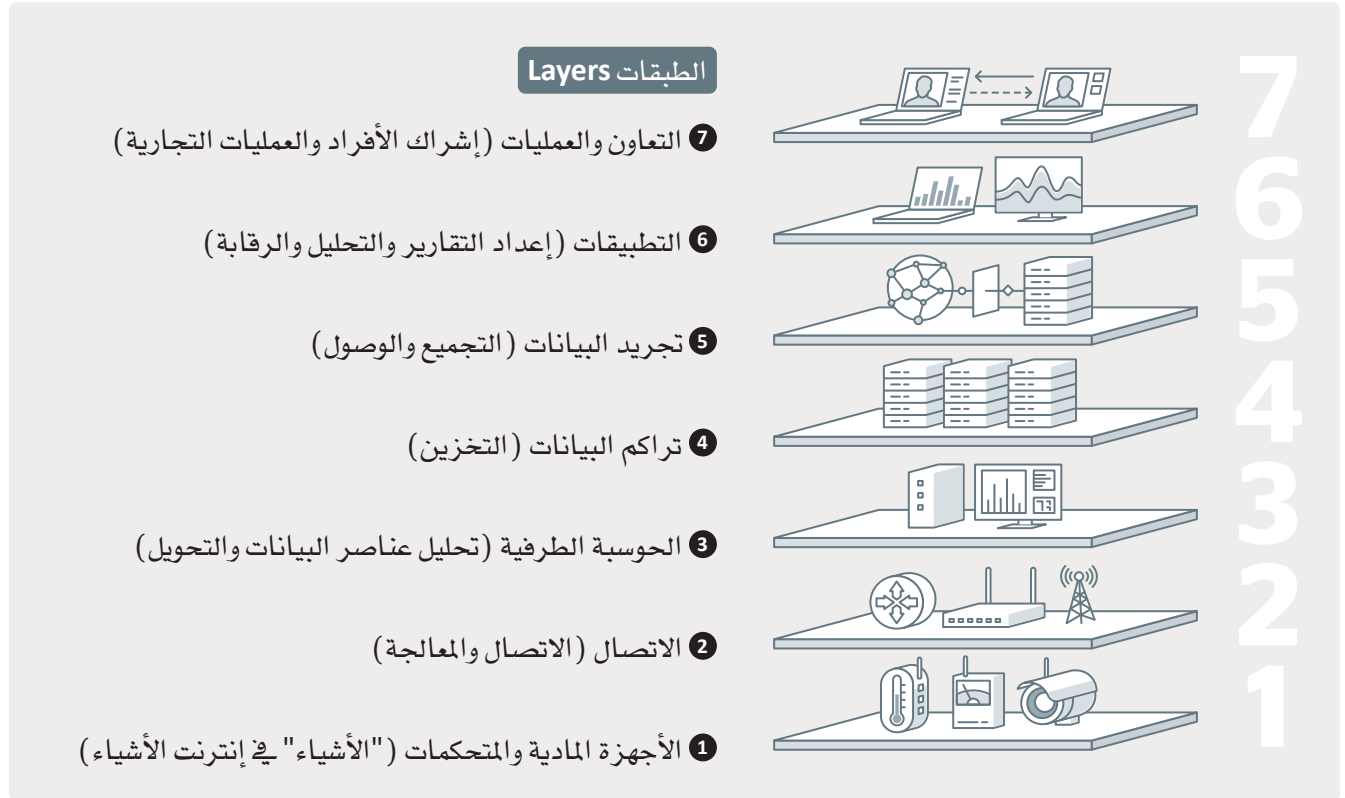 الطبقات Layers
7 التعاون والعمليات (إشراك الأفراد والعمليات التجارية)
6 التطبيقات (إعداد التقارير والتحليل والرقابة)
5 تجريد البيانات (التجميع والوصول)
4 تراكم البيانات (التخزين)
3 الحوسبة الطرفية (تحليل عناصر البيانات والتحويل)
2 الاتصال (الاتصال والمعالجة)
1 الأجهزة المادية والمتحكمات ("الأشياء" في إنترنت الأشياء)
7
6
5
4
3
2
1